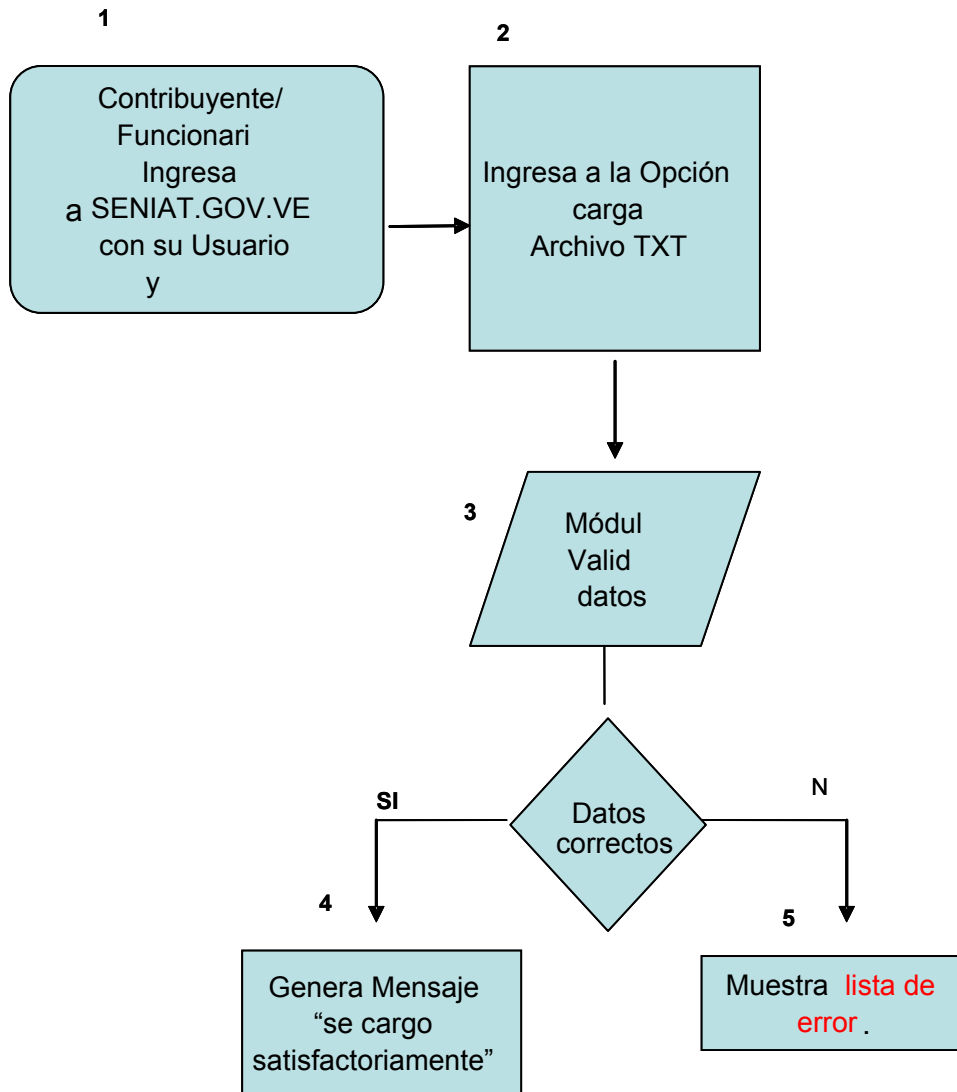 1
Contribuyente/
Funcionari
Ingresa
a SENIAT.GOV.VE
con su Usuario
y
2
Ingresa a la Opción
carga
Archivo TXT
3
Módul
Valid
datos
Datos
correctos
SI
N
4
Genera Mensaje
“se cargo
satisfactoriamente”
5
Muestra lista de
error .